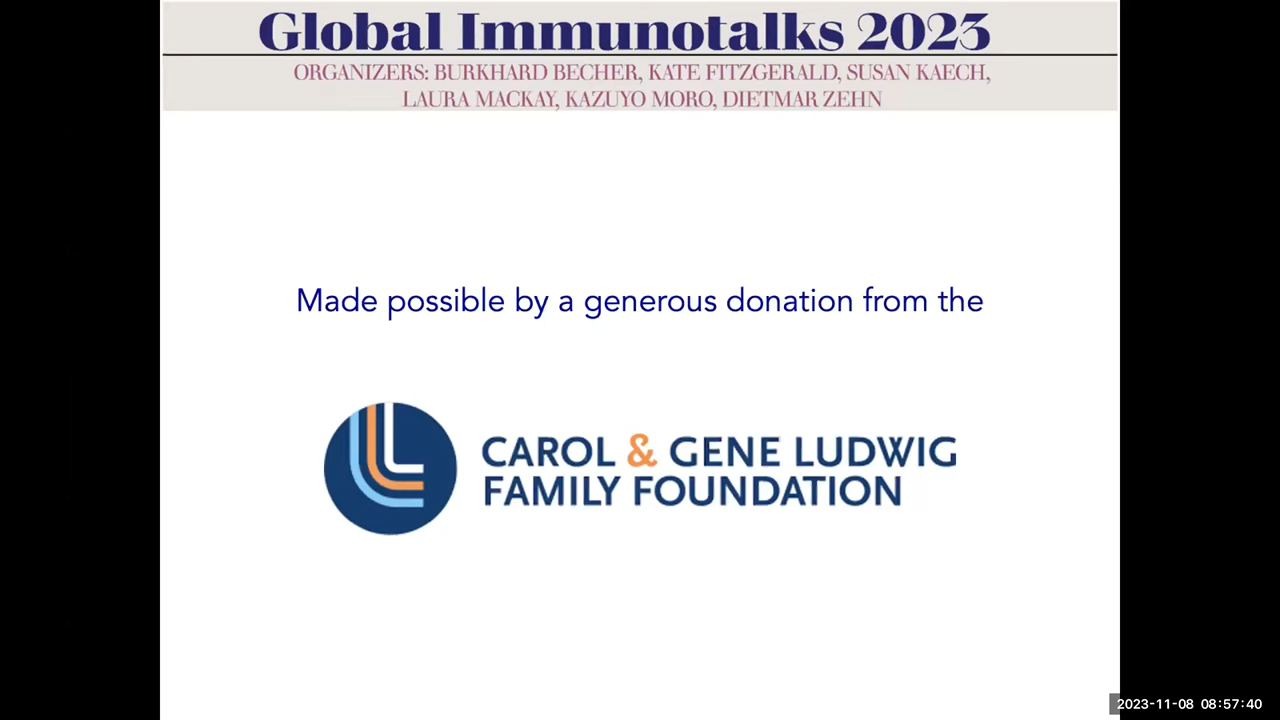 Global Immunotalks 2023
ORGANIZERS: BURKHARD BECHER, KATE FITZGERALD, SUSAN KAECH,
LAURA MACKAY, KAZUYO MORO, DIETMAR ZEHN
Made possible by a generous donation from the
CAROL & GENE LUDWIG
FAMILY FOUNDATION
2023-11-08 08:57:40